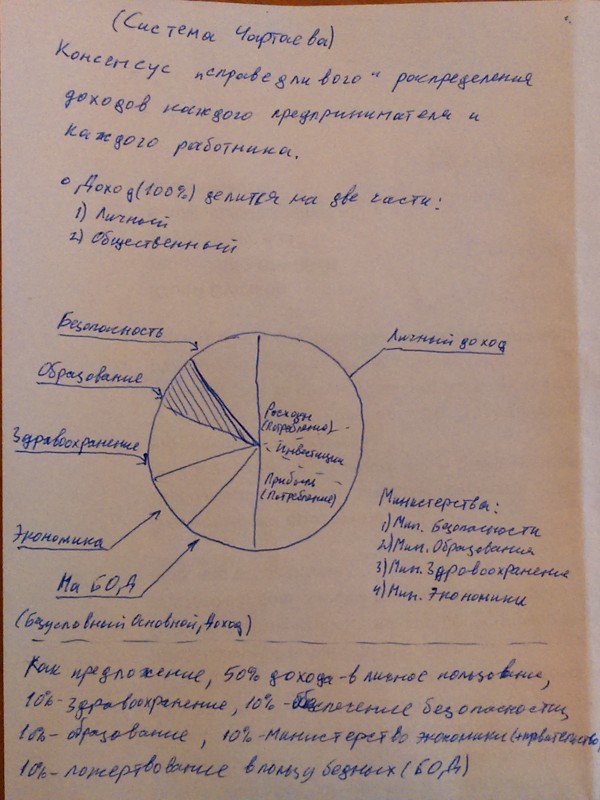 (Система Чартаева)
Консенсус „справедливого“ распределения
доходов каждого предпринимателя и
каждого работника.
о Доход (100%) делится на две части:
1) Личный
2) Общественный
Безопасность
Личный доход
Образование
Расходы
(Потребление)
Здравоохранение
Инвестиции
Прибыль
(Потребление)
Министерства:
1) Мин. Безопасности
2) Мин. Образования
3) Мин. Здравоохранение
4) Мин. Экономики
Экономика
На БОД
(Безусловный Основной Доход)
Как предложение, 50% дохода - в личное пользование,
10% - Здравоохранение, 10% - Обеспечение безопасности,
10% - образование, 10% - Министерство экономики (+правительство),
10% - пожертвование в пользу бедных (БОД)